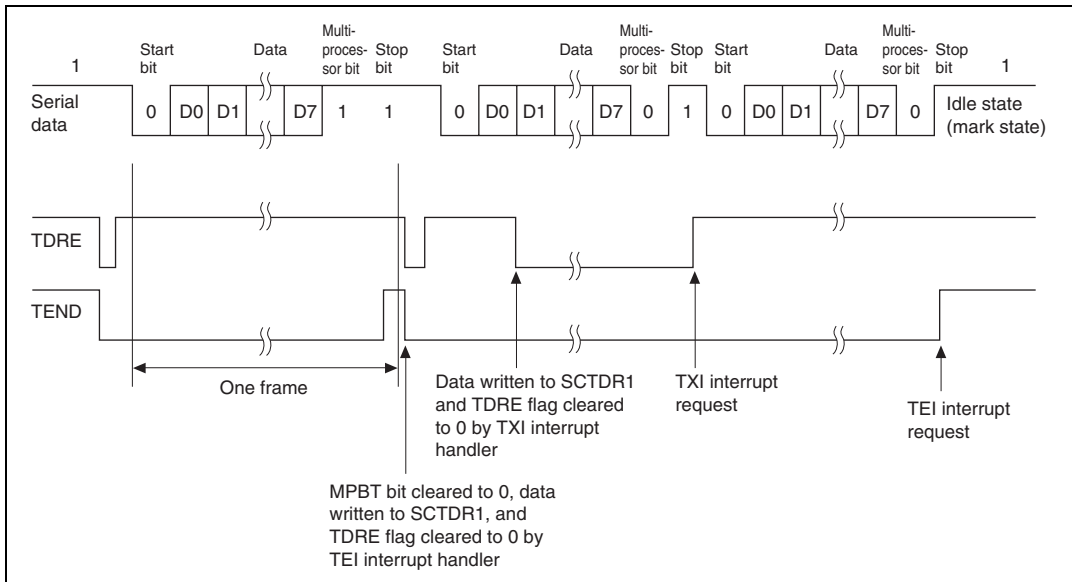 1
Start
bit
Data
Multi-
proces-
sor bit
Stop
bit
Start
bit
Data
Multi-
proces-
sor bit
Stop
bit
Start
bit
Data
Multi-
proces-
sor bit
Stop
bit
1
Serial
data
0 D0 D1 D7 1 1 0 D0 D1 D7 0 1 0 D0 D1 D7 0
Idle state
(mark state)
TDRE
TEND
One frame
Data written to SCTDR1
and TDRE flag cleared
to 0 by TXI interrupt
handler
TXI interrupt
request
TEI interrupt
request
MPBT bit cleared to 0, data
written to SCTDR1, and
TDRE flag cleared to 0 by
TEI interrupt handler